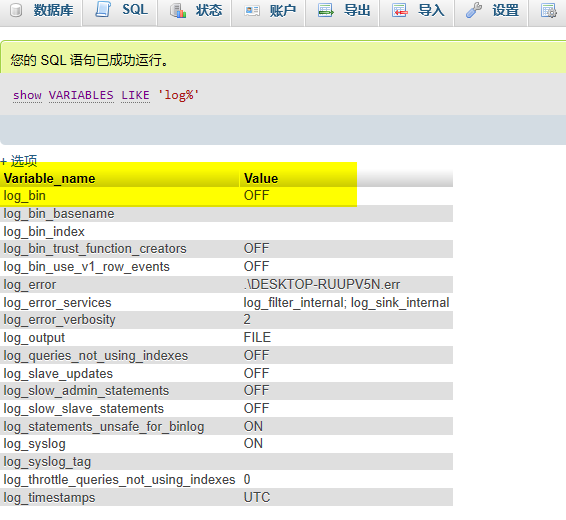 数据库 SQL 状态 账户 导出 导入 设置
您的 SQL 语句已成功运行。
show VARIABLES LIKE 'log%'
+ 选项
Variable_name Value
log_bin OFF
log_bin_basename
log_bin_index
log_bin_trust_function_creators OFF
log_bin_use_v1_row_events OFF
log_error .\DESKTOP-RUUPV5N.err
log_error_services log_filter_internal; log_sink_internal
log_error_verbosity 2
log_output FILE
log_queries_not_using_indexes OFF
log_slave_updates OFF
log_slow_admin_statements OFF
log_slow_slave_statements OFF
log_statements_unsafe_for_binlog ON
log_syslog ON
log_syslog_tag
log_throttle_queries_not_using_indexes 0
log_timestamps UTC